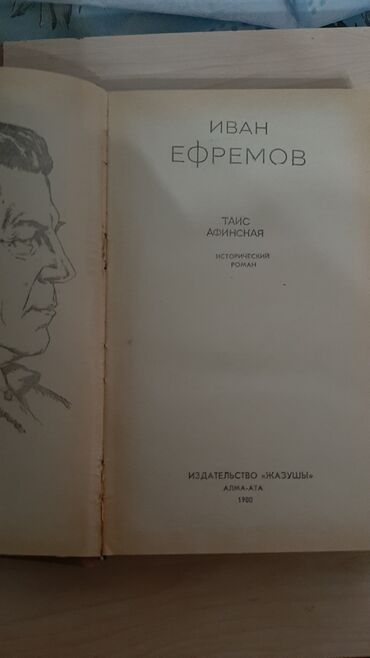 ИВАН
ЕФРЕМОВ
ТАИС
АФИНСКАЯ
ИСТОРИЧЕСКИЙ
РОМАН
ИЗДАТЕЛЬСТВО «ЖАЗУШЫ»
АЛМА-АТА
1980